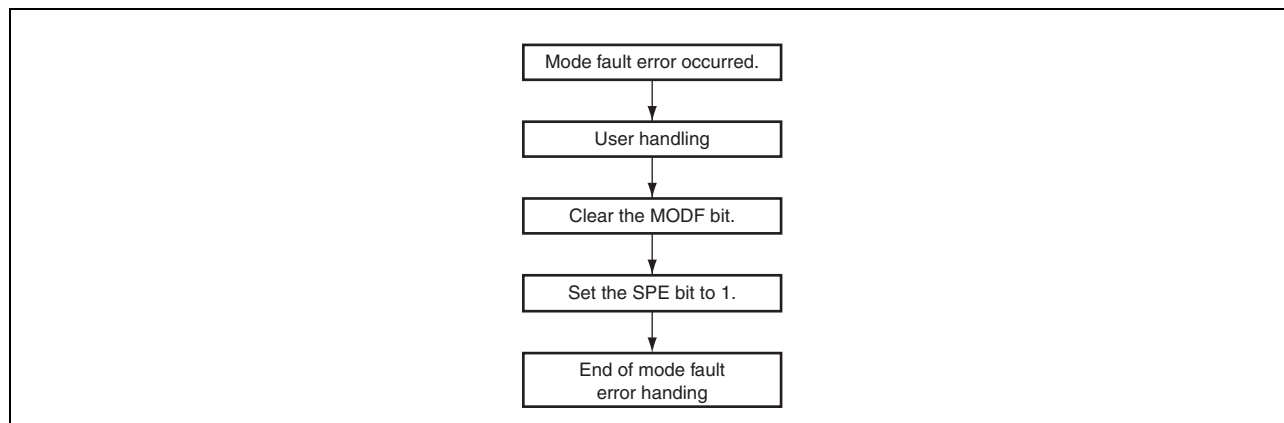 Mode fault error occurred.
User handling
Clear the MODF bit.
Set the SPE bit to 1.
End of mode fault
error handing